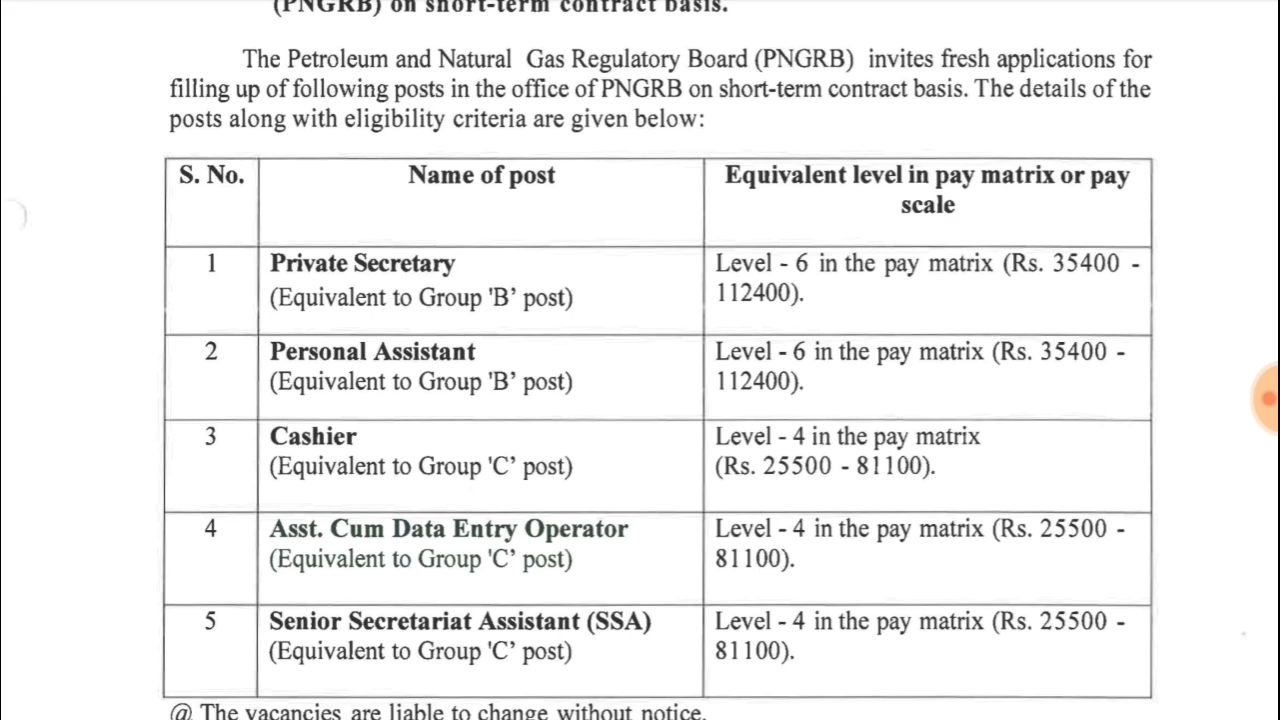 (PNGRB) on short-term contract basis.
The Petroleum and Natural Gas Regulatory Board (PNGRB) invites fresh applications for
filling up of following posts in the office of PNGRB on short-term contract basis. The details of the
posts along with eligibility criteria are given below:
S. No.
Name of post
Equivalent level in pay matrix or pay
scale
1
Private Secretary
(Equivalent to Group 'B’ post)
Level - 6 in the pay matrix (Rs. 35400 -
112400).
2
Personal Assistant
(Equivalent to Group 'B’ post)
Level - 6 in the pay matrix (Rs. 35400 -
112400).
3
Cashier
(Equivalent to Group 'C’ post)
Level - 4 in the pay matrix
(Rs. 25500 - 81100).
4
Asst. Cum Data Entry Operator
(Equivalent to Group 'C’ post)
Level - 4 in the pay matrix (Rs. 25500 -
81100).
5
Senior Secretariat Assistant (SSA)
(Equivalent to Group 'C’ post)
Level - 4 in the pay matrix (Rs. 25500 -
81100).
@ The vacancies are liable to change without notice.